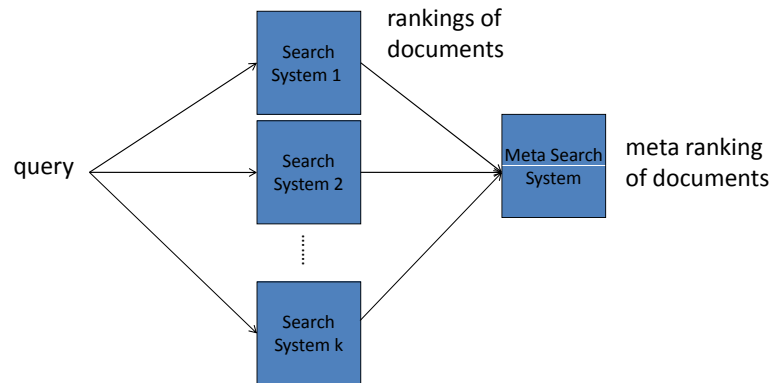 rankings of
documents
Search
System 1
query
Search
System 2
Meta Search
System
meta ranking
of documents
......
Search
System k